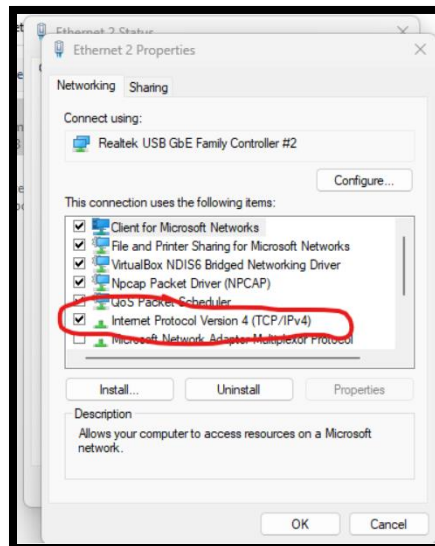 Ethernet 2 Status
Ethernet 2 Properties
Networking Sharing
Connect using:
Realtek USB GbE Family Controller #2
Configure...
This connection uses the following items:
Client for Microsoft Networks
File and Printer Sharing for Microsoft Networks
VirtualBox NDIS6 Bridged Networking Driver
Npcap Packet Driver (NPCAP)
QoS Packet Scheduler
Internet Protocol Version 4 (TCP/IPv4)
Microsoft Network Adapter Multiplexor Protocol
Install... Uninstall Properties
Description
Allows your computer to access resources on a Microsoft
network.
OK Cancel